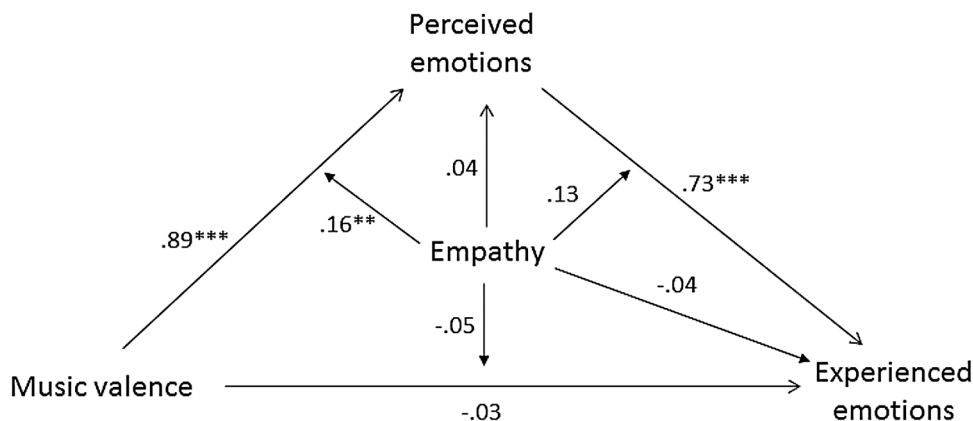 Perceived
emotions
.04
.13
.73***
.89***
.16**
Empathy
-.04
-.05
Music valence
-.03
Experienced
emotions